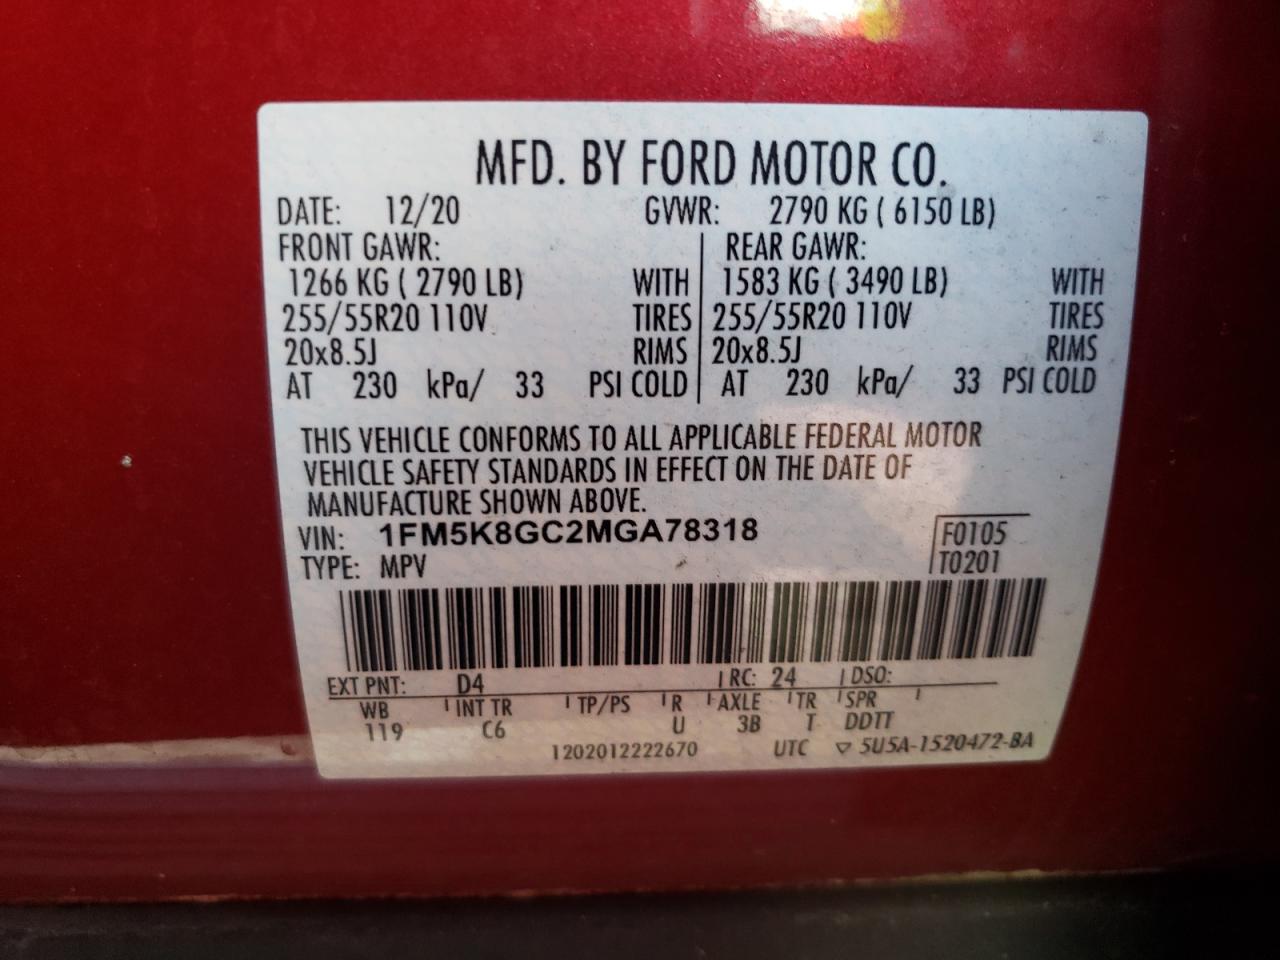 MFD. BY FORD MOTOR CO.
DATE: 12/20 GVWR: 2790 KG ( 6150 LB)
FRONT GAWR: REAR GAWR:
1266 KG ( 2790 LB) WITH 1583 KG ( 3490 LB) WITH
255/55R20 110V TIRES 255/55R20 110V TIRES
20x8.5J RIMS 20x8.5J RIMS
AT 230 kPa/ 33 PSI COLD AT 230 kPa/ 33 PSI COLD
THIS VEHICLE CONFORMS TO ALL APPLICABLE FEDERAL MOTOR
VEHICLE SAFETY STANDARDS IN EFFECT ON THE DATE OF
MANUFACTURE SHOWN ABOVE.
VIN: 1FM5K8GC2MGA78318 F0105
TYPE: MPV T0201
EXT PNT: D4 RC: 24 DSO:
WB INT TR TP/PS R AXLE TR SPR
119 C6 U 3B T DDTT
1202012222670 UTC ▽ 5U5A-1520472-BA